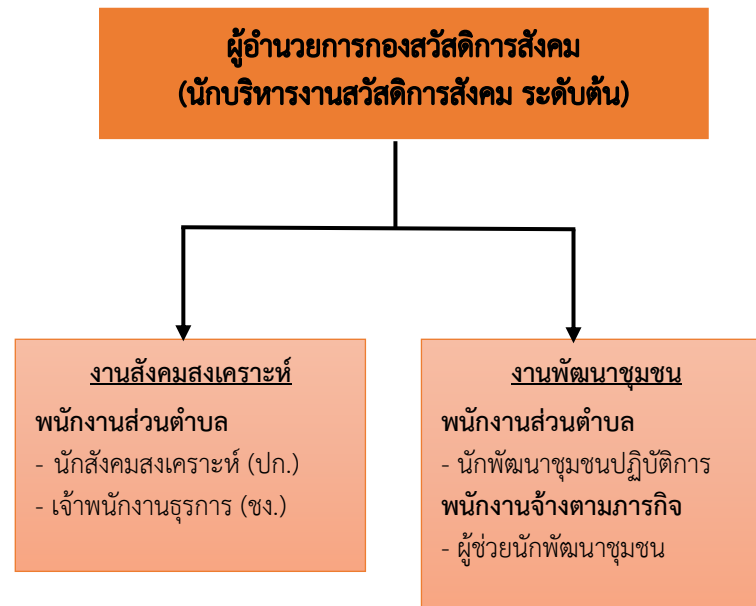 ผู้อำนวยการกองสวัสดิการสังคม
(นักบริหารงานสวัสดิการสังคม ระดับต้น)
งานสังคมสงเคราะห์
พนักงานส่วนตำบล
- นักสังคมสงเคราะห์ (ปก.)
- เจ้าพนักงานธุรการ (ชง.)
งานพัฒนาชุมชน
พนักงานส่วนตำบล
- นักพัฒนาชุมชนปฏิบัติการ
พนักงานจ้างตามภารกิจ
- ผู้ช่วยนักพัฒนาชุมชน